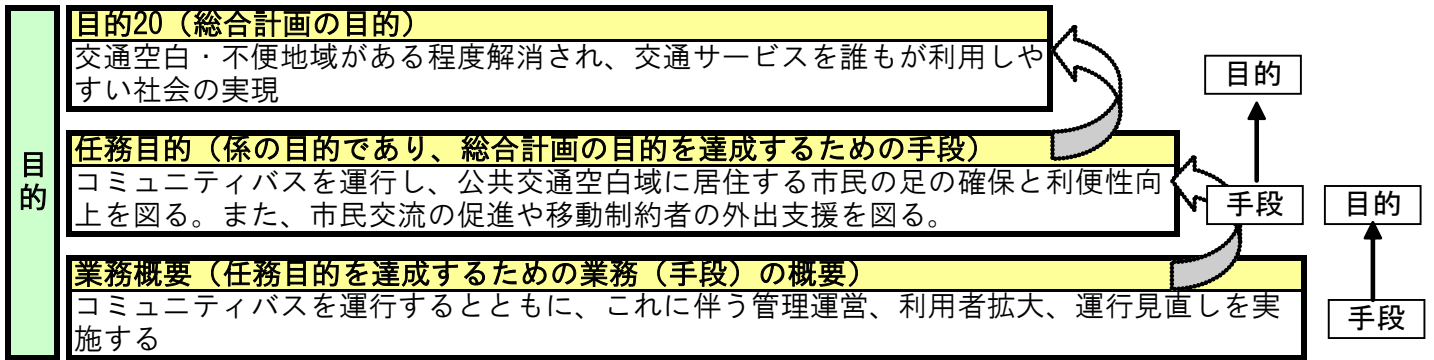 目的
目的20（総合計画の目的）
交通空白・不便地域がある程度解消され、交通サービスを誰もが利用しや
すい社会の実現
任務目的（係の目的であり、総合計画の目的を達成するための手段）
コミュニティバスを運行し、公共交通空白域に居住する市民の足の確保と利便性向
上を図る。また、市民交流の促進や移動制約者の外出支援を図る。
業務概要（任務目的を達成するための業務（手段）の概要）
コミュニティバスを運行するとともに、これに伴う管理運営、利用者拡大、運行見直しを実
施する
目的
手段
目的
手段